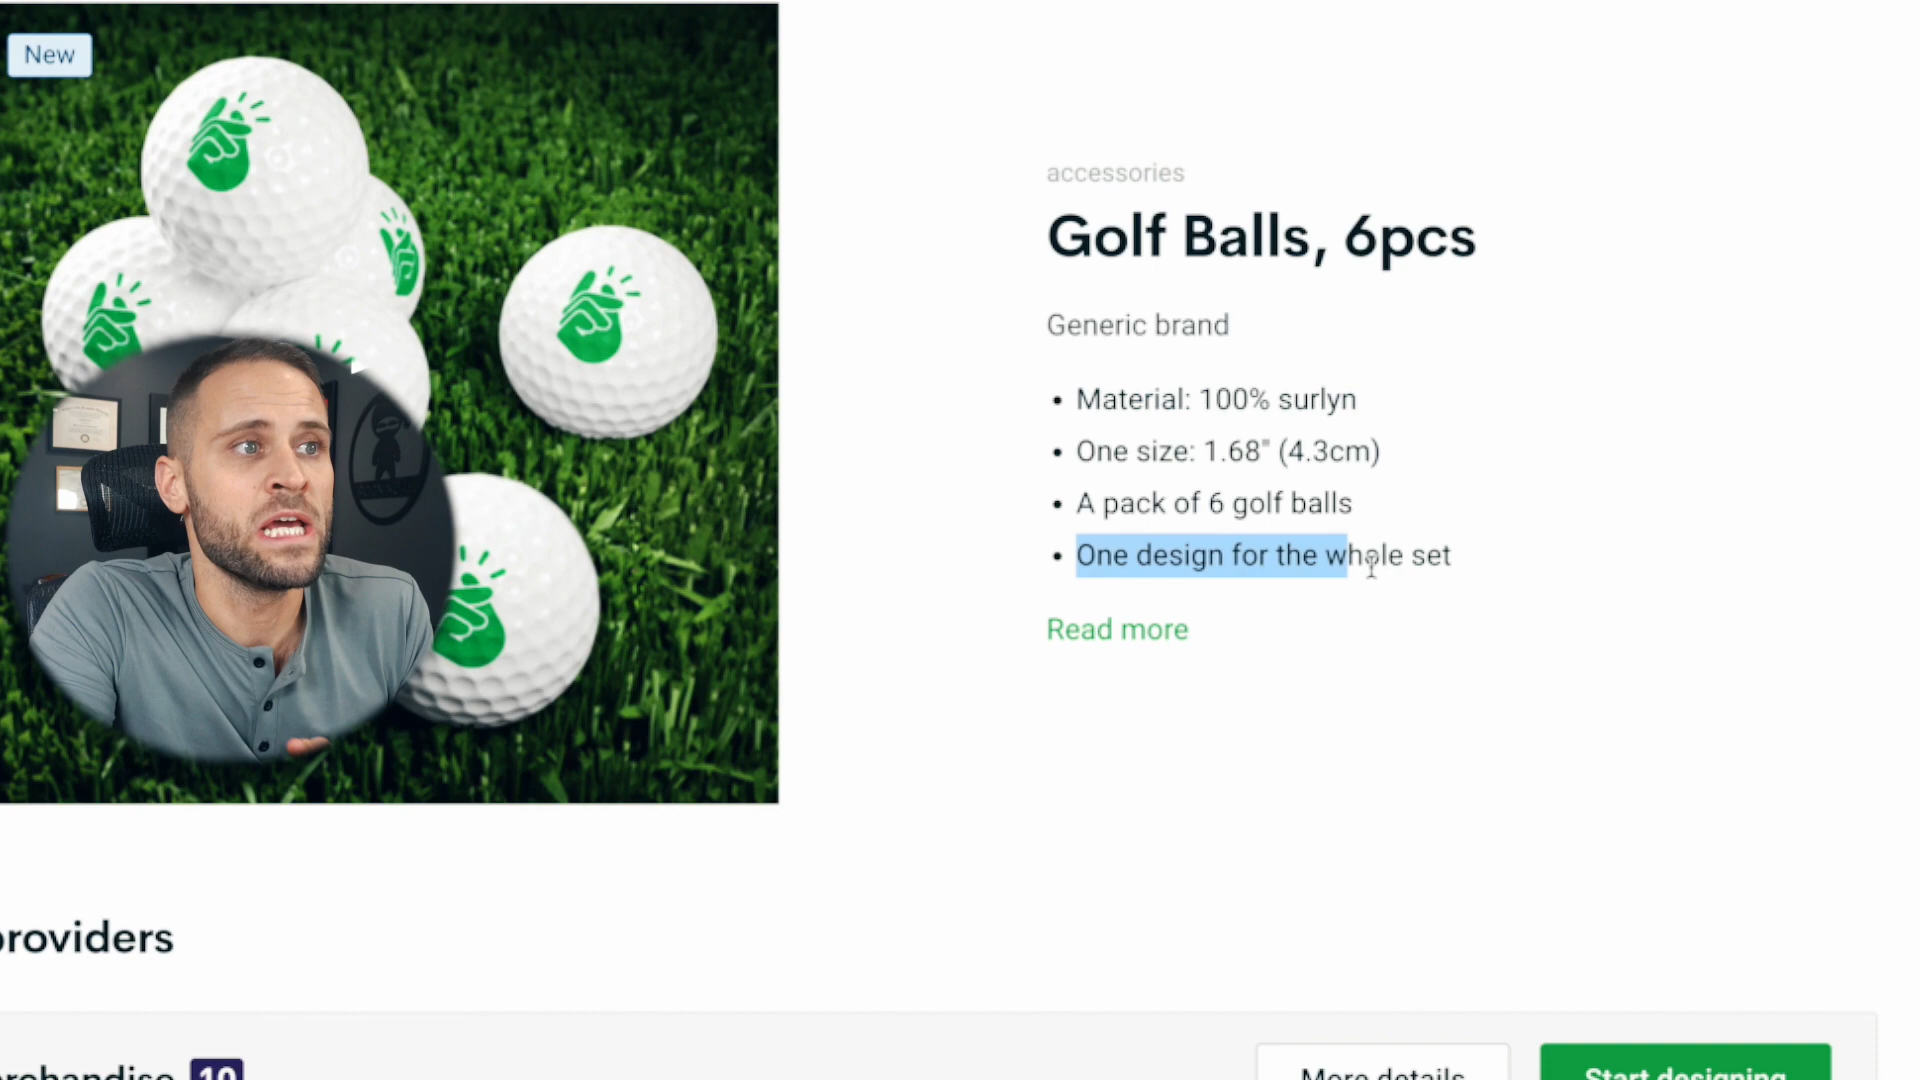 New
accessories
Golf Balls, 6pcs
Generic brand
• Material: 100% surlyn
• One size: 1.68" (4.3cm)
• A pack of 6 golf balls
• One design for the whole set
Read more
roviders
rchandise 10
More details
Start designing